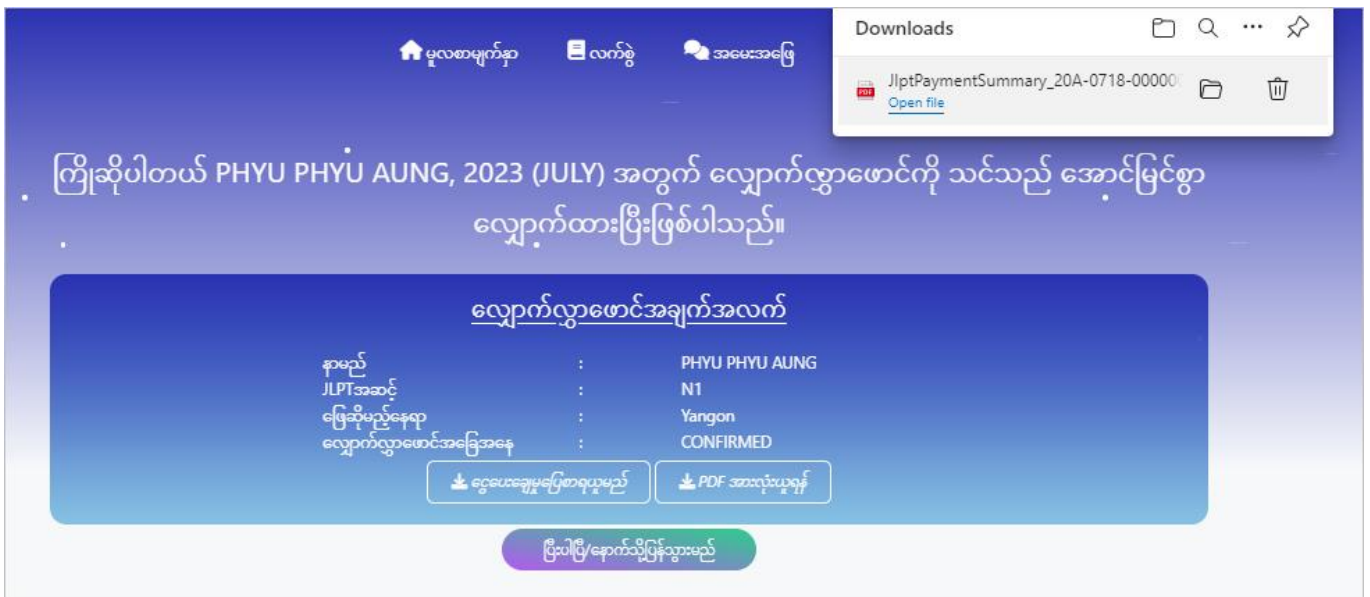 မူလစာမျက်နှာ
လက်စွဲ
အမေးအဖြေ
Downloads
JlptPaymentSummary_20A-0718-00000
Open file
ကြိုဆိုပါတယ် PHYU PHYU AUNG, 2023 (JULY) အတွက် လျှောက်လွှာဖောင်ကို သင်သည် အောင်မြင်စွာ
လျှောက်ထားပြီးဖြစ်ပါသည်။
လျှောက်လွှာဖောင်အချက်အလက်
နာမည် : PHYU PHYU AUNG
JLPTအဆင့် : N1
ဖြေဆိုမည့်နေရာ : Yangon
လျှောက်လွှာဖောင်အခြေအနေ : CONFIRMED
ငွေပေးချေမှုပြေစာရယူမည်
PDF အားလုံးယူရန်
ပြီးပါပြီ/နောက်သို့ပြန်သွားမည်